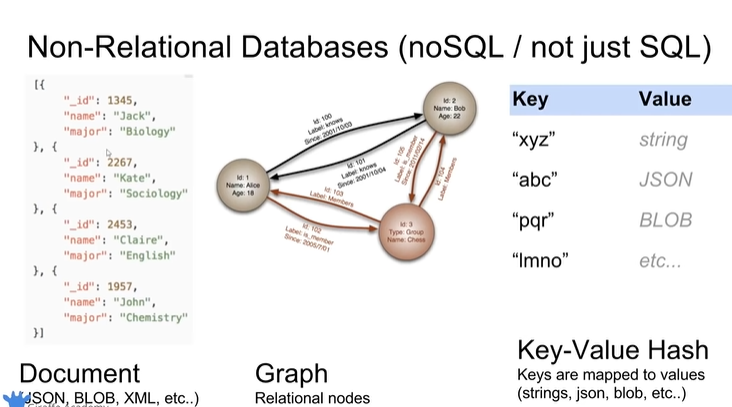 Non-Relational Databases (noSQL / not just SQL)
[{
"_id": 1345,
"name": "Jack",
"major": "Biology"
}, {
"_id": 2267,
"name": "Kate",
"major": "Sociology"
}, {
"_id": 2453,
"name": "Claire",
"major": "English"
}, {
"_id": 1957,
"name": "John",
"major": "Chemistry"
}]
Document
JSON, BLOB, XML, etc..)
Id: 100
Label: knows
Since: 2001/10/03
Id: 2
Name: Bob
Age: 22
Id: 101
Label: knows
Since: 2001/10/04
Id: 105
Label: is_member
Since: 2011/02/14
Id: 104
Label: Members
Id: 1
Name: Alice
Age: 18
Id: 103
Label: Members
Id: 102
Label: is_member
Since: 2005/7/01
Id: 3
Type: Group
Name: Chess
Graph
Relational nodes
Key Value
“xyz” string
“abc” JSON
“pqr” BLOB
“lmno” etc...
Key-Value Hash
Keys are mapped to values
(strings, json, blob, etc..)